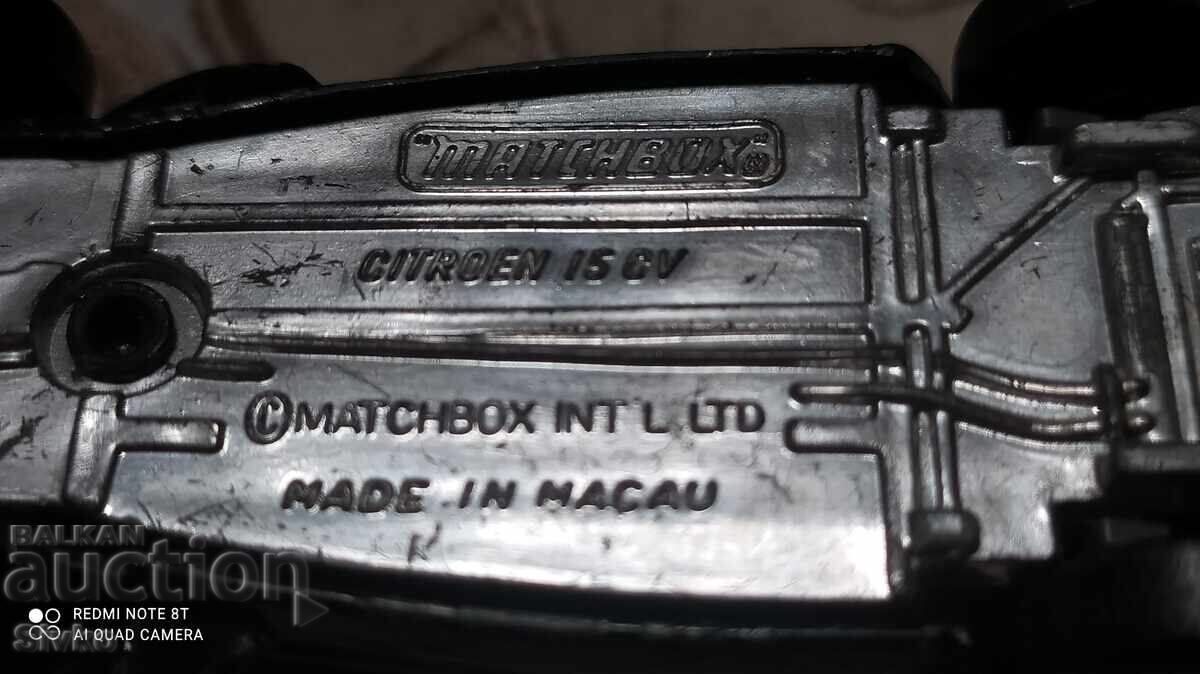 "MATCHBOX"®
CITROEN 15 CV
©MATCHBOX INT'L LTD
MADE IN MACAU
BALKAN
auction
REDMI NOTE 8T
AI QUAD CAMERA